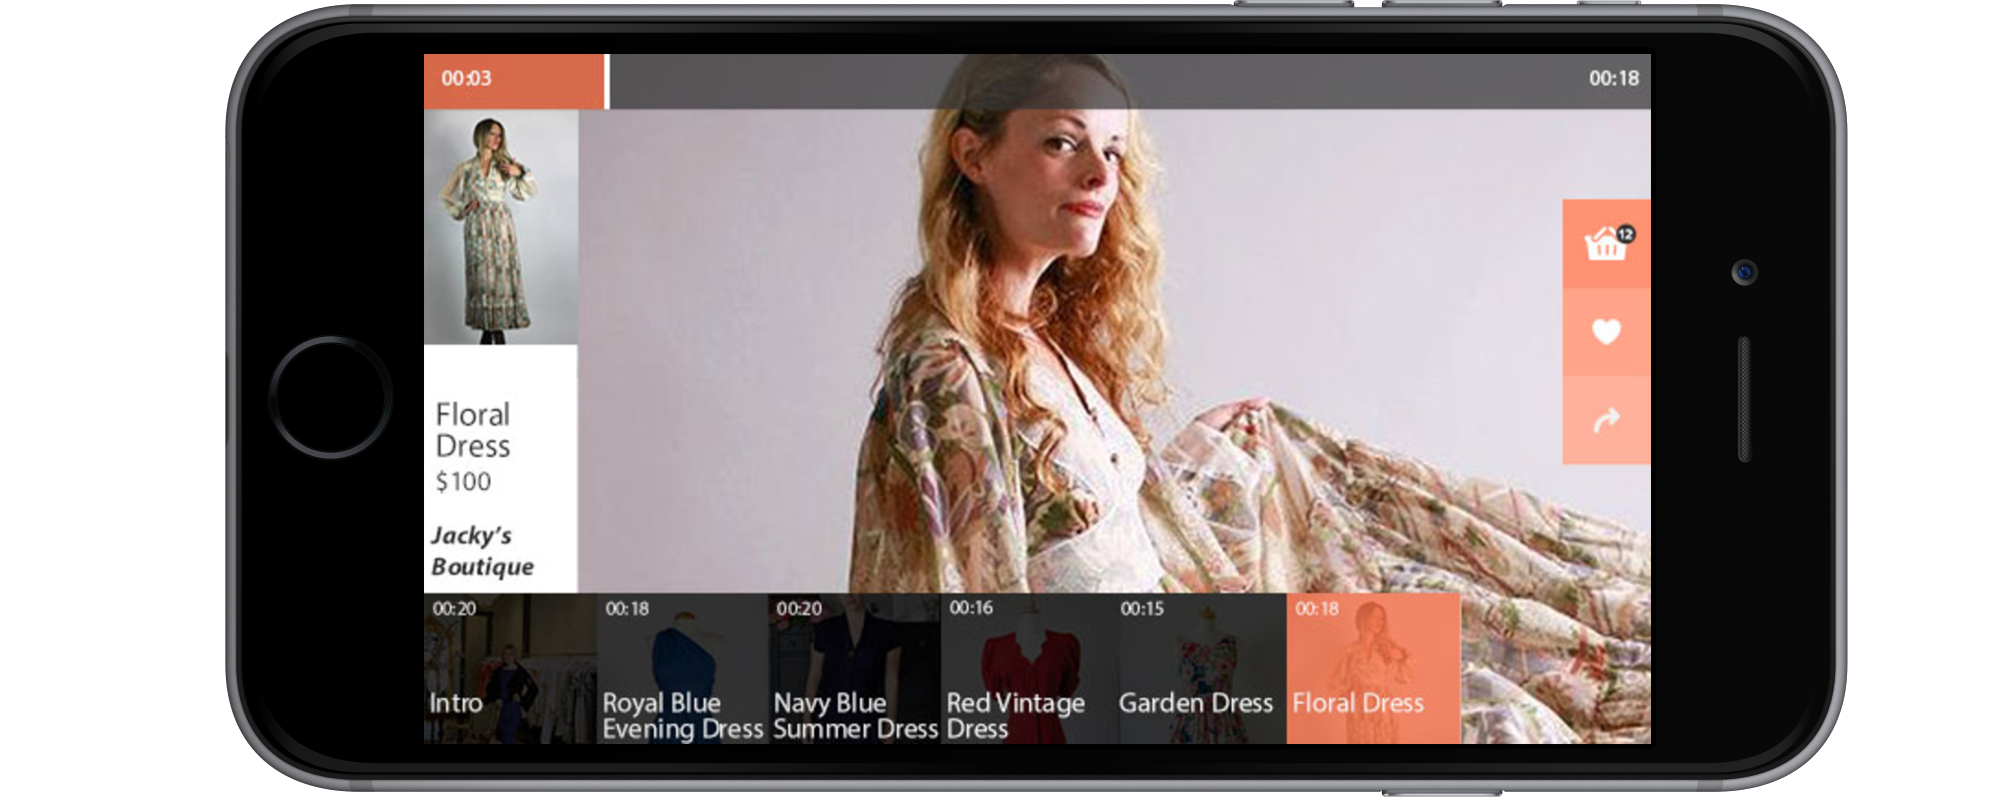 00:03
00:18
12
Floral
Dress
$100
Jacky's
Boutique
00:20
Intro
00:18
Royal Blue
Evening Dress
00:20
Navy Blue
Summer Dress
00:16
Red Vintage
Dress
00:15
Garden Dress
00:18
Floral Dress